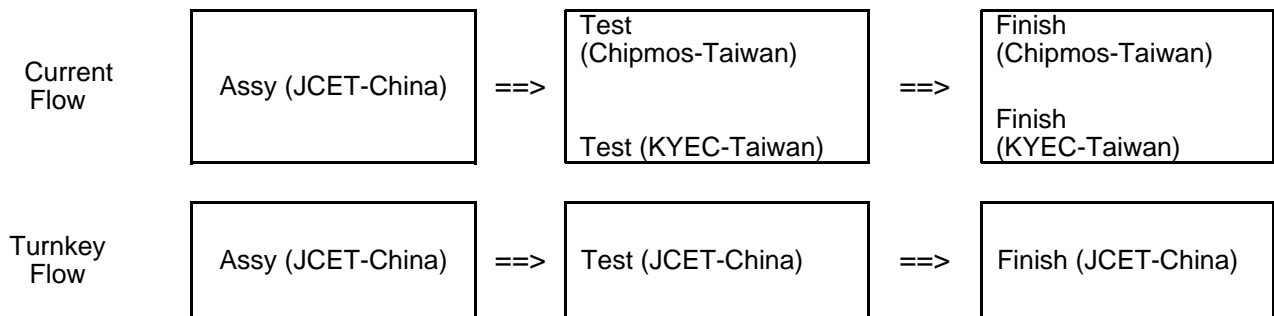 Current
Flow
Assy (JCET-China)
==>
Test
(Chipmos-Taiwan)
Test (KYEC-Taiwan)
==>
Finish
(Chipmos-Taiwan)
Finish
(KYEC-Taiwan)
Turnkey
Flow
Assy (JCET-China)
==>
Test (JCET-China)
==>
Finish (JCET-China)